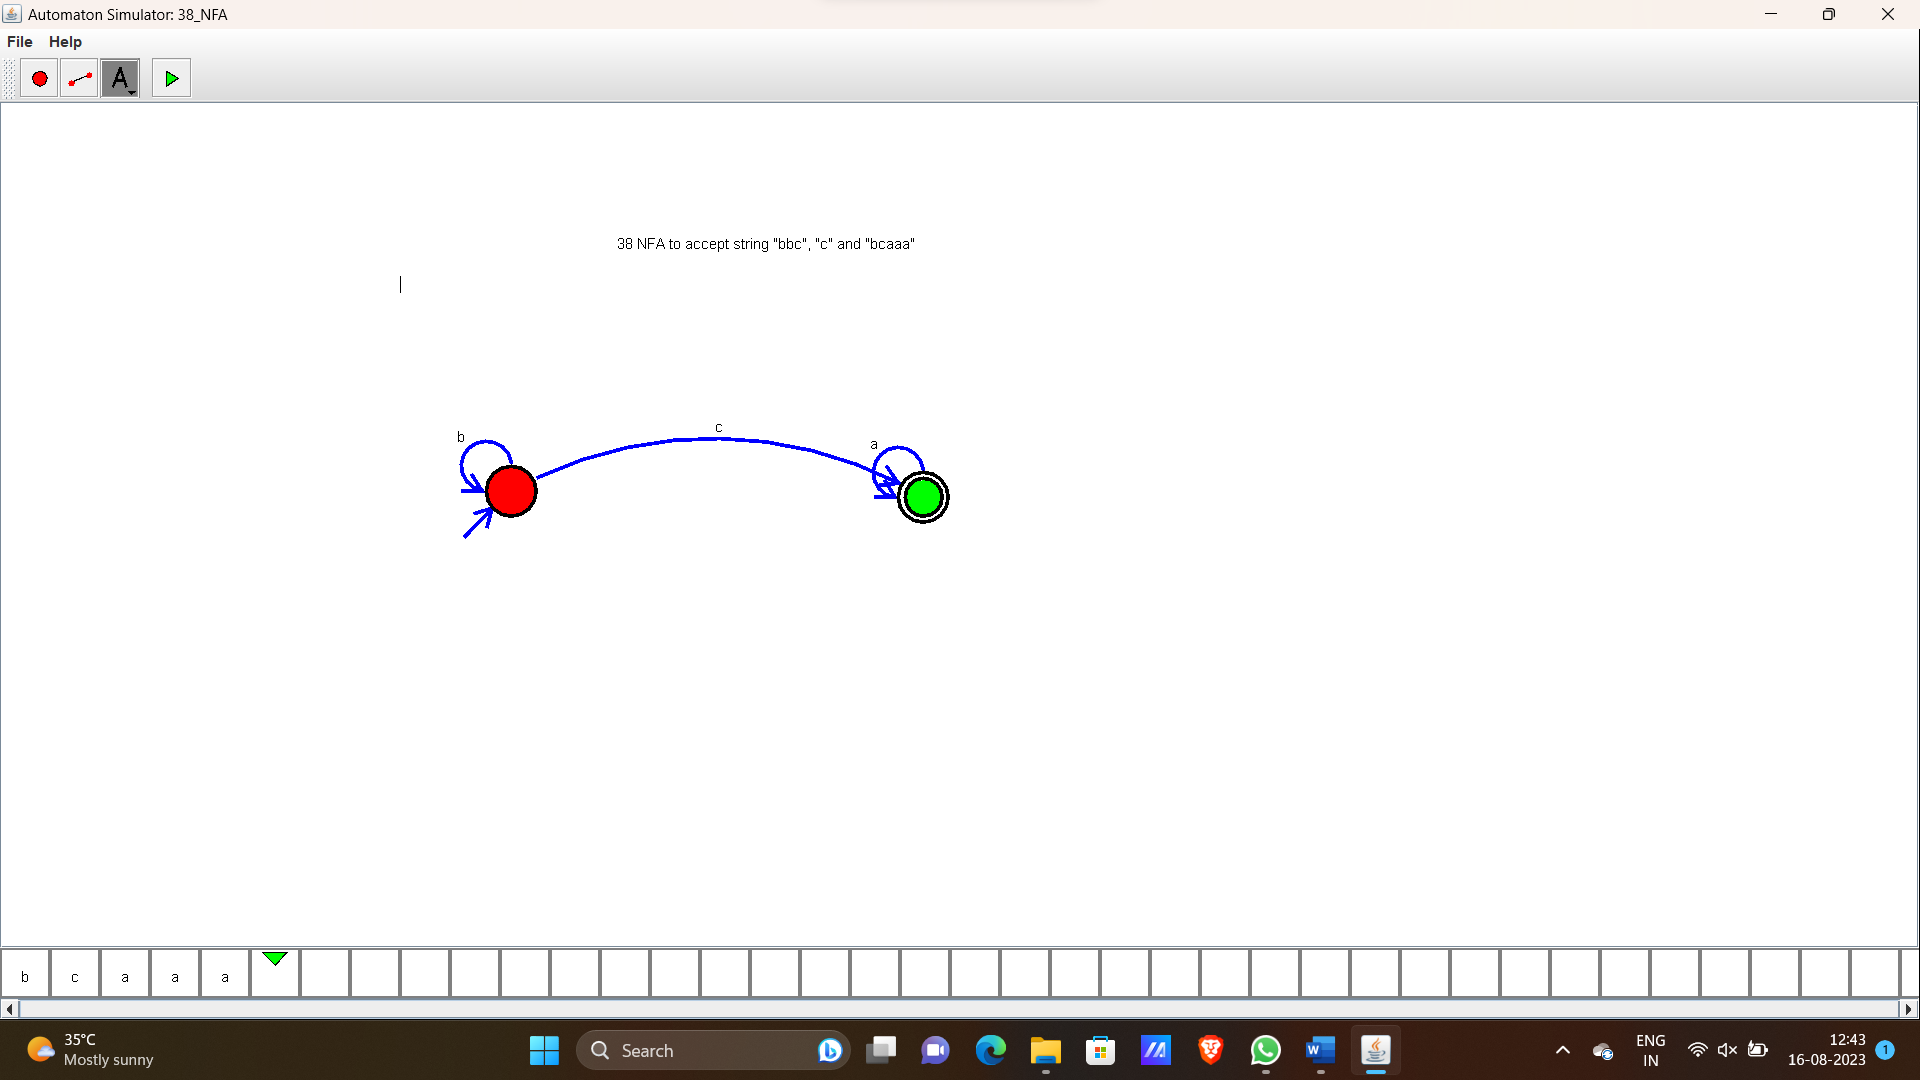 Automaton Simulator: 38_NFA
File Help
A
38 NFA to accept string "bbc", "c" and "bcaaa"
b
c
a
b c a a a
35°C
Mostly sunny
Search
ENG
IN
12:43
16-08-2023
1